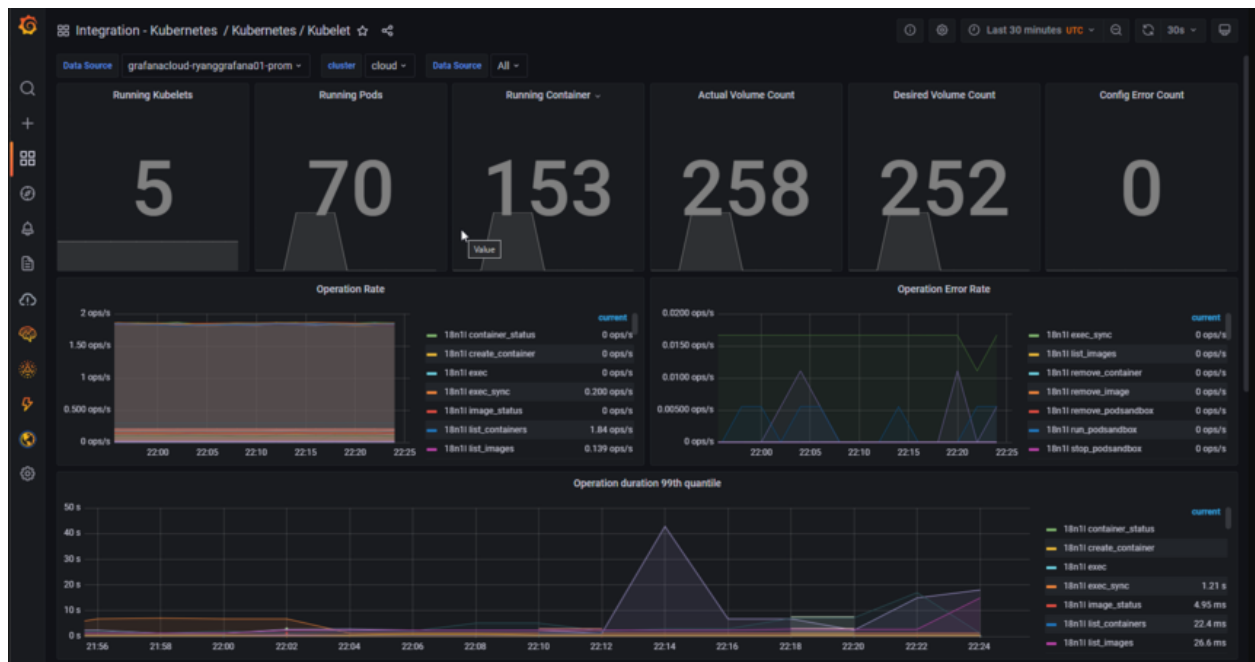 Integration - Kubernetes / Kubernetes / Kubelet
Last 30 minutes UTC
30s
Data Source grafanacloud-ryanggrafana01-prom cluster cloud Data Source All
Running Kubelets
5
Running Pods
70
Running Container
153
Value
Actual Volume Count
258
Desired Volume Count
252
Config Error Count
0
Operation Rate
2 ops/s
1.50 ops/s
1 ops/s
0.500 ops/s
0 ops/s
22:00 22:05 22:10 22:15 22:20 22:25
current
18n1l container_status 0 ops/s
18n1l create_container 0 ops/s
18n1l exec 0 ops/s
18n1l exec_sync 0.200 ops/s
18n1l image_status 0 ops/s
18n1l list_containers 1.84 ops/s
18n1l list_images 0.139 ops/s
Operation Error Rate
0.0200 ops/s
0.0150 ops/s
0.0100 ops/s
0.00500 ops/s
0 ops/s
22:00 22:05 22:10 22:15 22:20 22:25
current
18n1l exec_sync 0 ops/s
18n1l list_images 0 ops/s
18n1l remove_container 0 ops/s
18n1l remove_image 0 ops/s
18n1l remove_podsandbox 0 ops/s
18n1l run_podsandbox 0 ops/s
18n1l stop_podsandbox 0 ops/s
Operation duration 99th quantile
50 s
40 s
30 s
20 s
10 s
0 s
21:56 21:58 22:00 22:02 22:04 22:06 22:08 22:10 22:12 22:14 22:16 22:18 22:20 22:22 22:24
current
18n1l container_status
18n1l create_container
18n1l exec
18n1l exec_sync 1.21 s
18n1l image_status 4.95 ms
18n1l list_containers 22.4 ms
18n1l list_images 26.6 ms